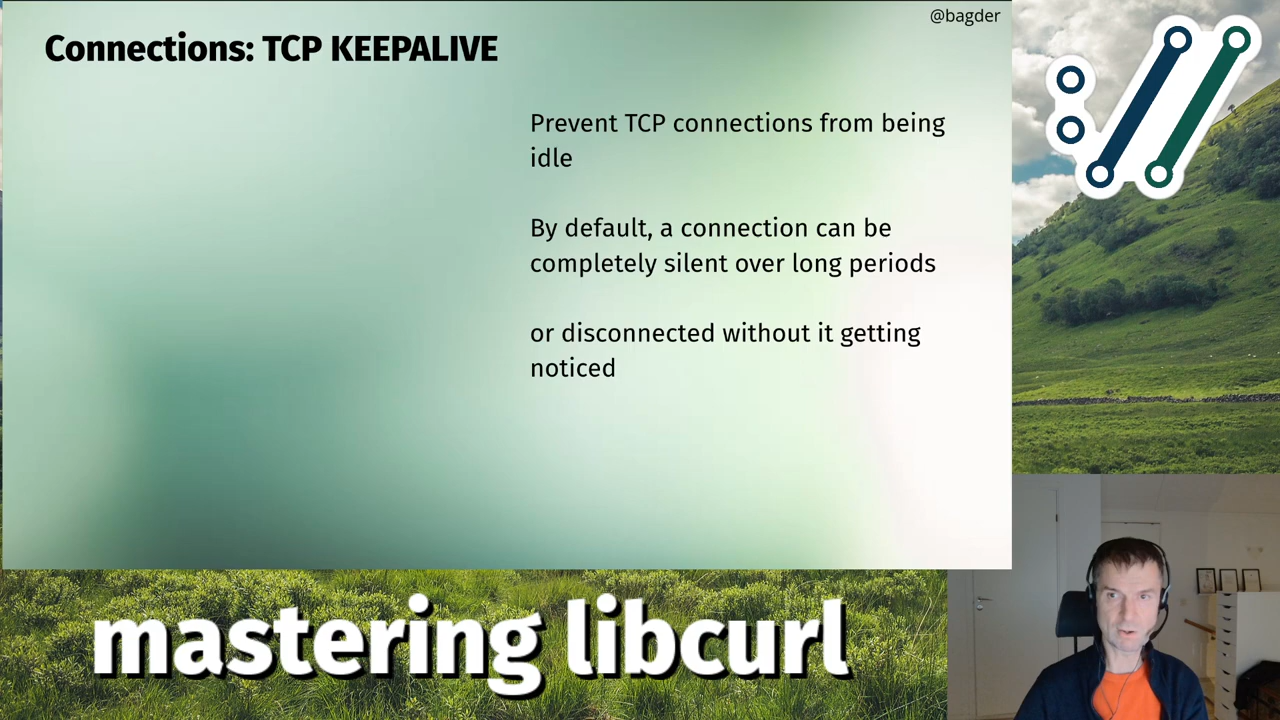 @bagder
Connections: TCP KEEPALIVE
Prevent TCP connections from being
idle
By default, a connection can be
completely silent over long periods
or disconnected without it getting
noticed
mastering libcurl